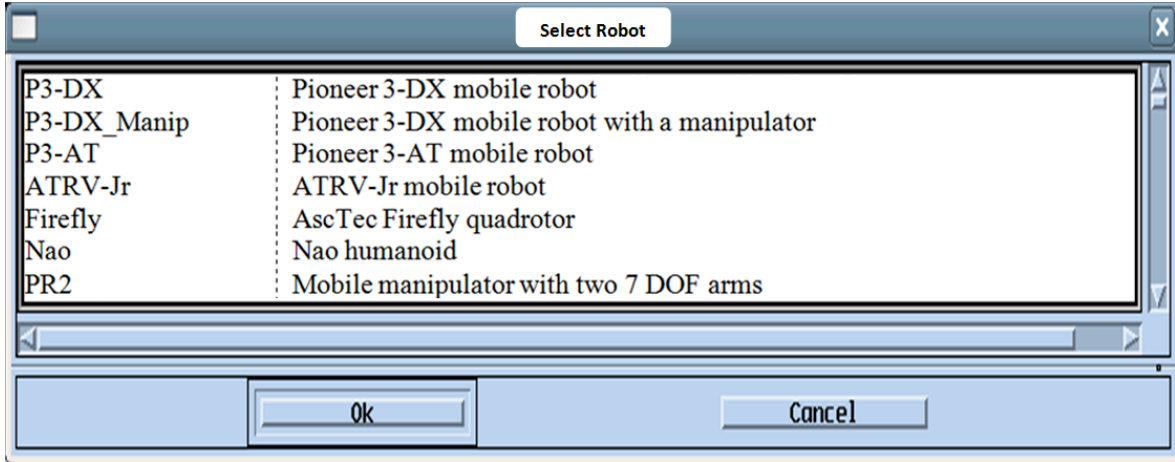 Select Robot
P3-DX Pioneer 3-DX mobile robot
P3-DX_Manip Pioneer 3-DX mobile robot with a manipulator
P3-AT Pioneer 3-AT mobile robot
ATRV-Jr ATRV-Jr mobile robot
Firefly AscTec Firefly quadrotor
Nao Nao humanoid
PR2 Mobile manipulator with two 7 DOF arms
Ok Cancel